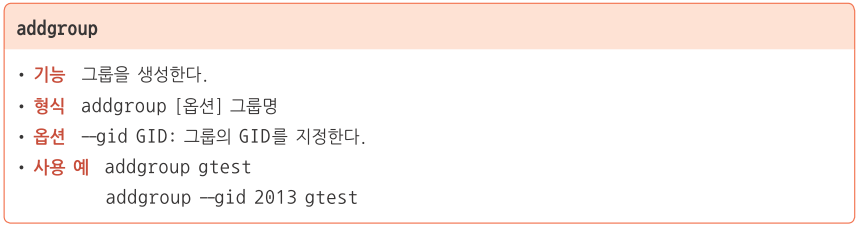 addgroup
• 기능 그룹을 생성한다.
• 형식 addgroup [옵션] 그룹명
• 옵션 --gid GID: 그룹의 GID를 지정한다.
• 사용 예 addgroup gtest
addgroup --gid 2013 gtest